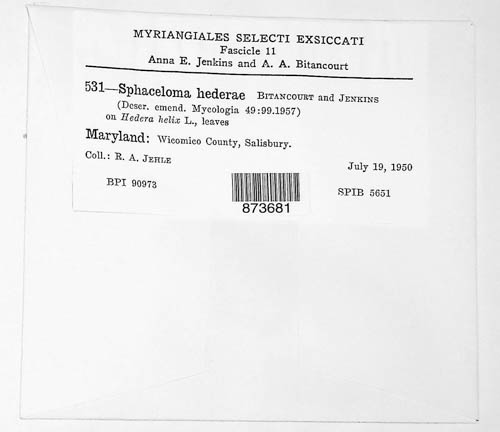 MYRIANGIALES SELECTI EXSICCATI
Fascicle 11
Anna E. Jenkins and A. A. Bitancourt
531—Sphaceloma hederae BITANCOURT and JENKINS
(Descr. emend. Mycologia 49:99.1957)
on Hedera helix L., leaves
Maryland: Wicomico County, Salisbury.
Coll.: R. A. JEHLE
July 19, 1950
BPI 90973
SPIB 5651
873681